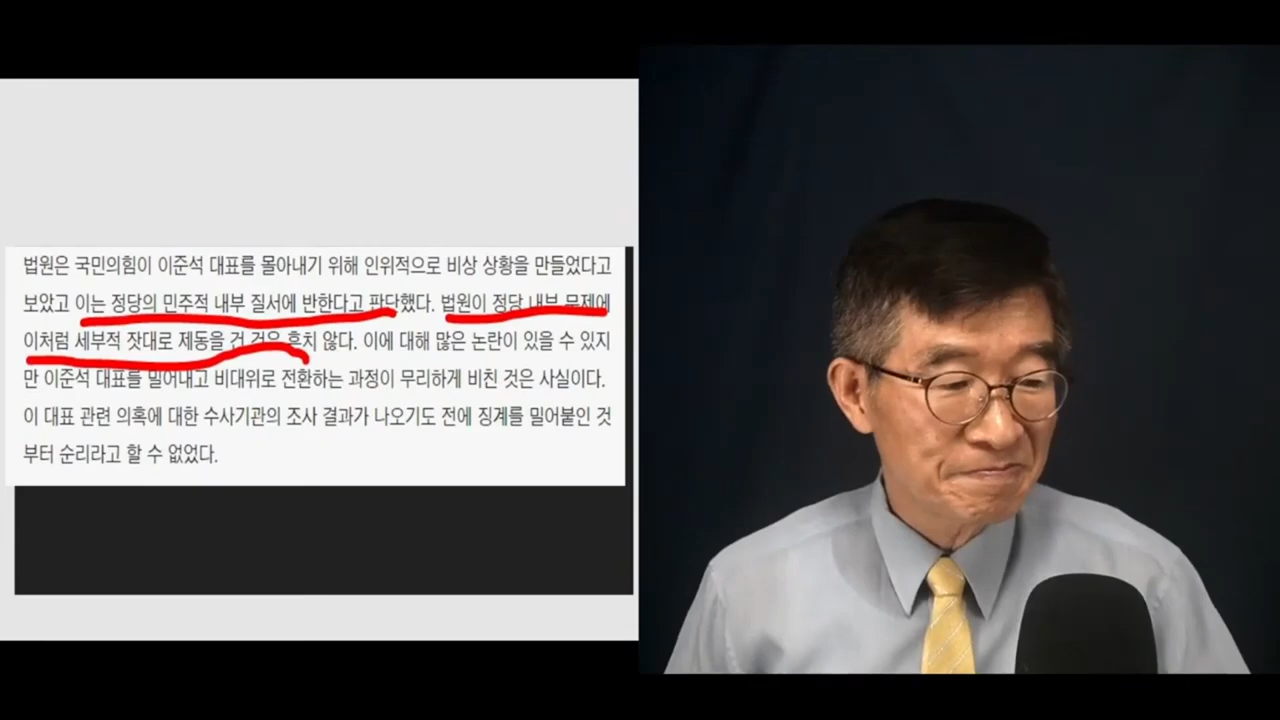 법원은 국민의힘이 이준석 대표를 몰아내기 위해 인위적으로 비상 상황을 만들었다고
보았고 이는 정당의 민주적 내부 질서에 반한다고 판단했다. 법원이 정당 내부 문제에
이처럼 세부적 잣대로 제동을 건 것은 흔치 않다. 이에 대해 많은 논란이 있을 수 있지
만 이준석 대표를 밀어내고 비대위로 전환하는 과정이 무리하게 비친 것은 사실이다.
이 대표 관련 의혹에 대한 수사기관의 조사 결과가 나오기도 전에 징계를 밀어붙인 것
부터 순리라고 할 수 없었다.